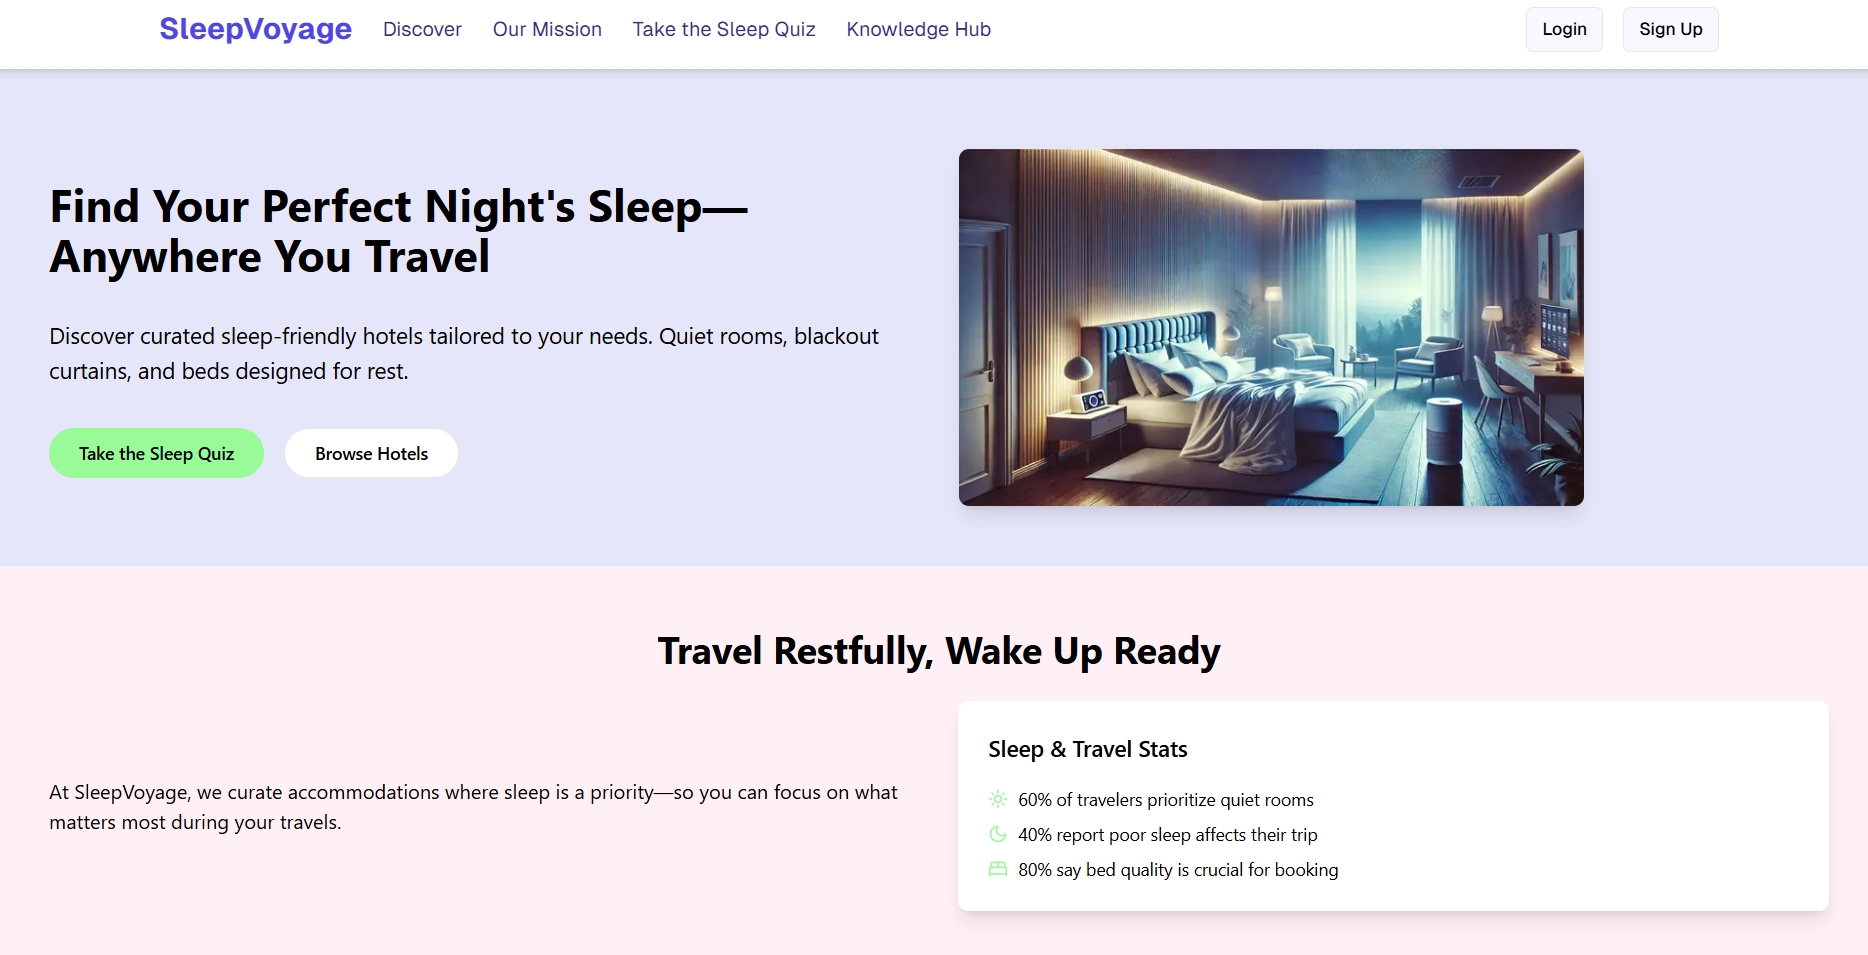 SleepVoyage Discover Our Mission Take the Sleep Quiz Knowledge Hub Login Sign Up
Find Your Perfect Night's Sleep—
Anywhere You Travel
Discover curated sleep-friendly hotels tailored to your needs. Quiet rooms, blackout
curtains, and beds designed for rest.
Take the Sleep Quiz Browse Hotels
Travel Restfully, Wake Up Ready
At SleepVoyage, we curate accommodations where sleep is a priority—so you can focus on what
matters most during your travels.
Sleep & Travel Stats
60% of travelers prioritize quiet rooms
40% report poor sleep affects their trip
80% say bed quality is crucial for booking